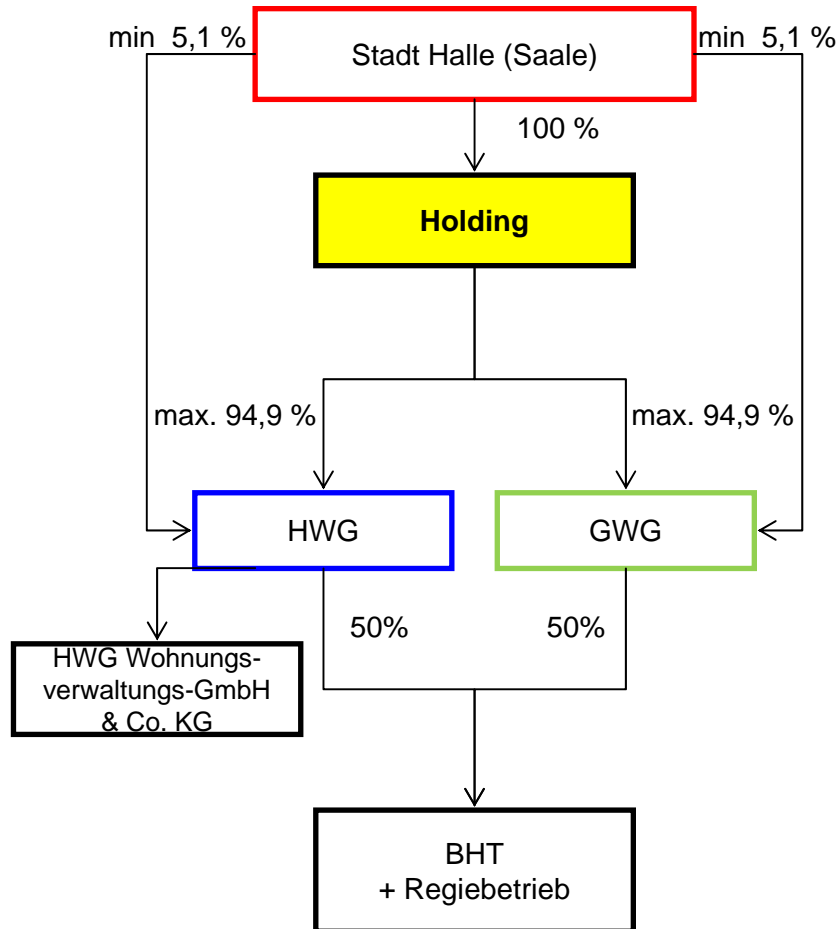 min 5,1 %
Stadt Halle (Saale)
min 5,1 %
100 %
Holding
max. 94,9 %
max. 94,9 %
HWG
GWG
50%
50%
HWG Wohnungs-
verwaltungs-GmbH
& Co. KG
BHT
+ Regiebetrieb